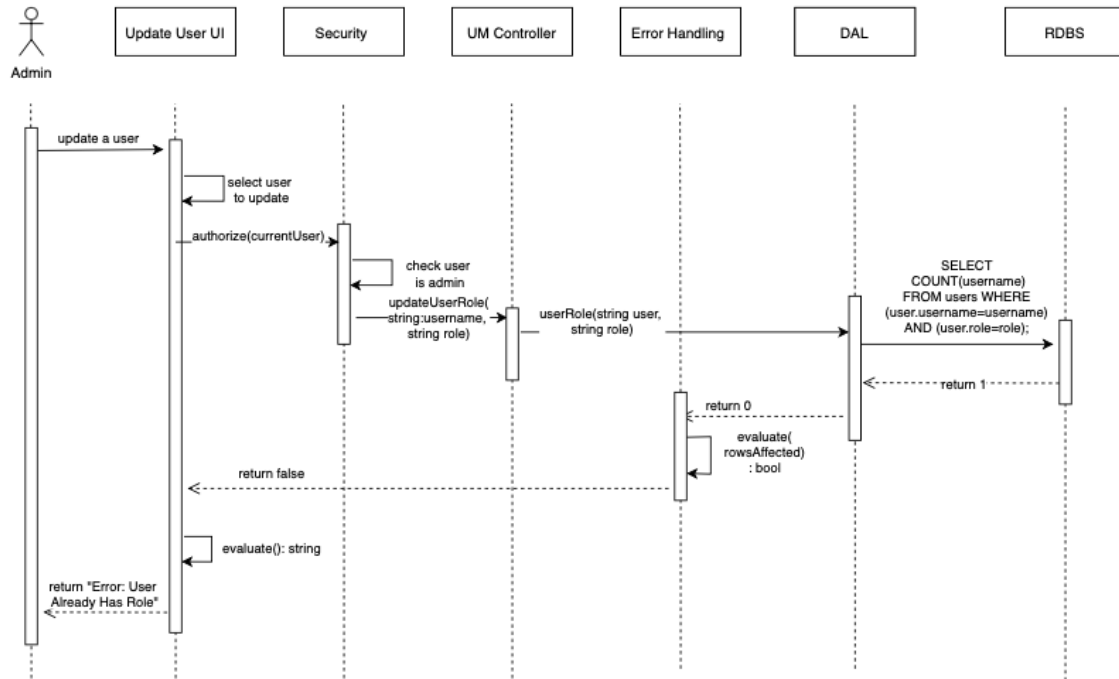 Update User UI
Security
UM Controller
Error Handling
DAL
RDBS
Admin
update a user
select user
to update
authorize(currentUser)
check user
is admin
updateUserRole(
string:username,
string role)
userRole(string user,
string role)
SELECT
COUNT(username)
FROM users WHERE
(user.username=username)
AND (user.role=role);
return 1
return 0
evaluate(
rowsAffected)
: bool
return false
evaluate(): string
return "Error: User
Already Has Role"